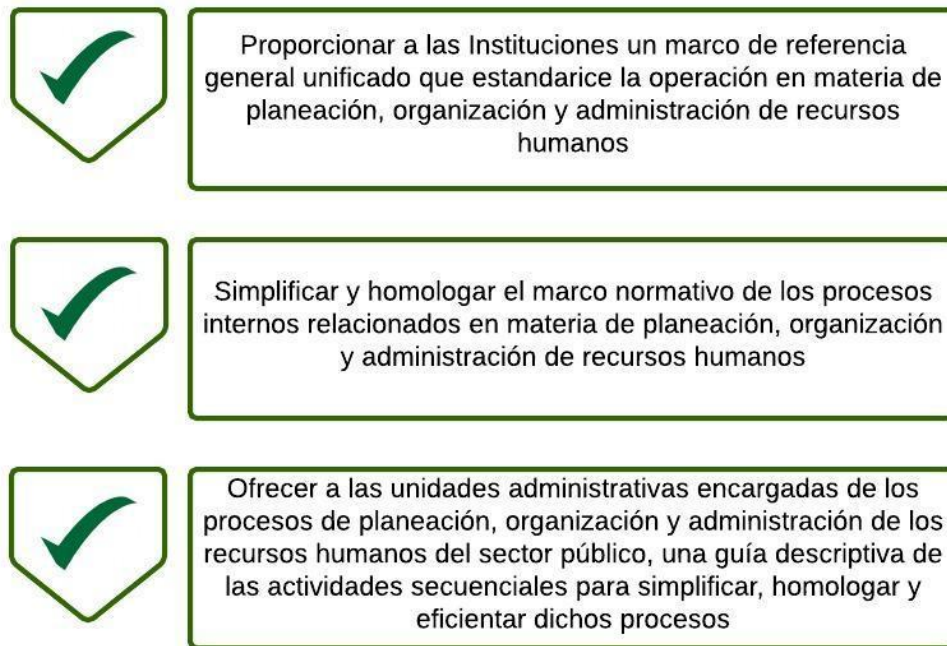 Proporcionar a las Instituciones un marco de referencia
general unificado que estandarice la operación en materia de
planeación, organización y administración de recursos
humanos
Simplificar y homologar el marco normativo de los procesos
internos relacionados en materia de planeación, organización
y administración de recursos humanos
Ofrecer a las unidades administrativas encargadas de los
procesos de planeación, organización y administración de los
recursos humanos del sector público, una guía descriptiva de
las actividades secuenciales para simplificar, homologar y
eficientar dichos procesos